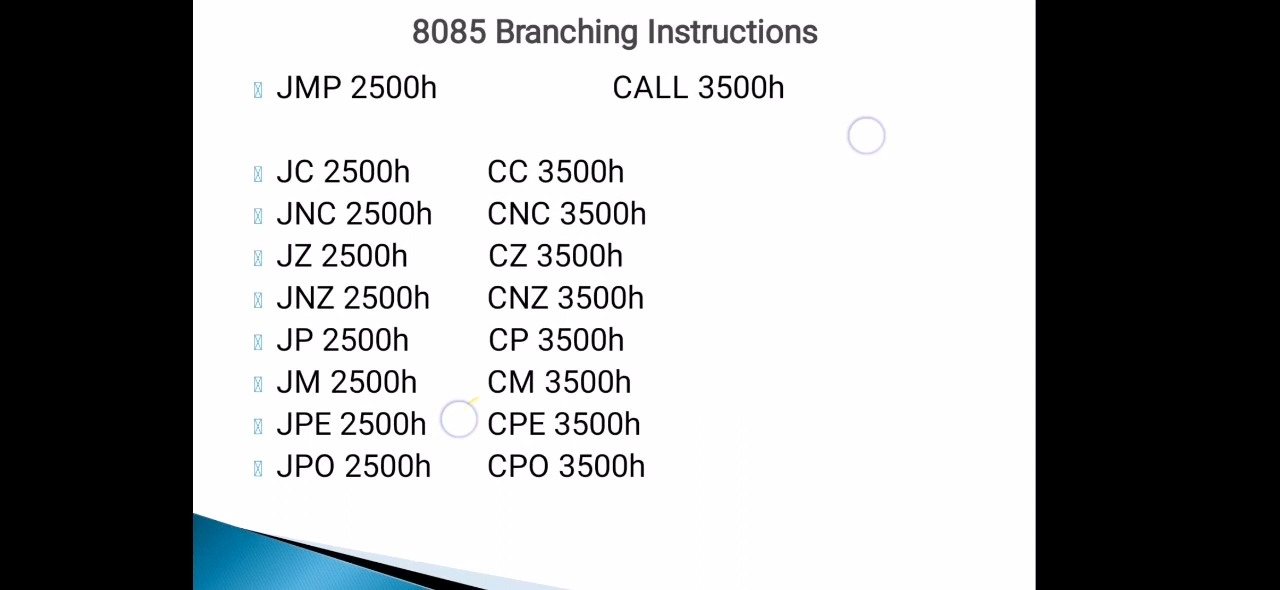 8085 Branching Instructions
JMP 2500h CALL 3500h
JC 2500h CC 3500h
JNC 2500h CNC 3500h
JZ 2500h CZ 3500h
JNZ 2500h CNZ 3500h
JP 2500h CP 3500h
JM 2500h CM 3500h
JPE 2500h CPE 3500h
JPO 2500h CPO 3500h